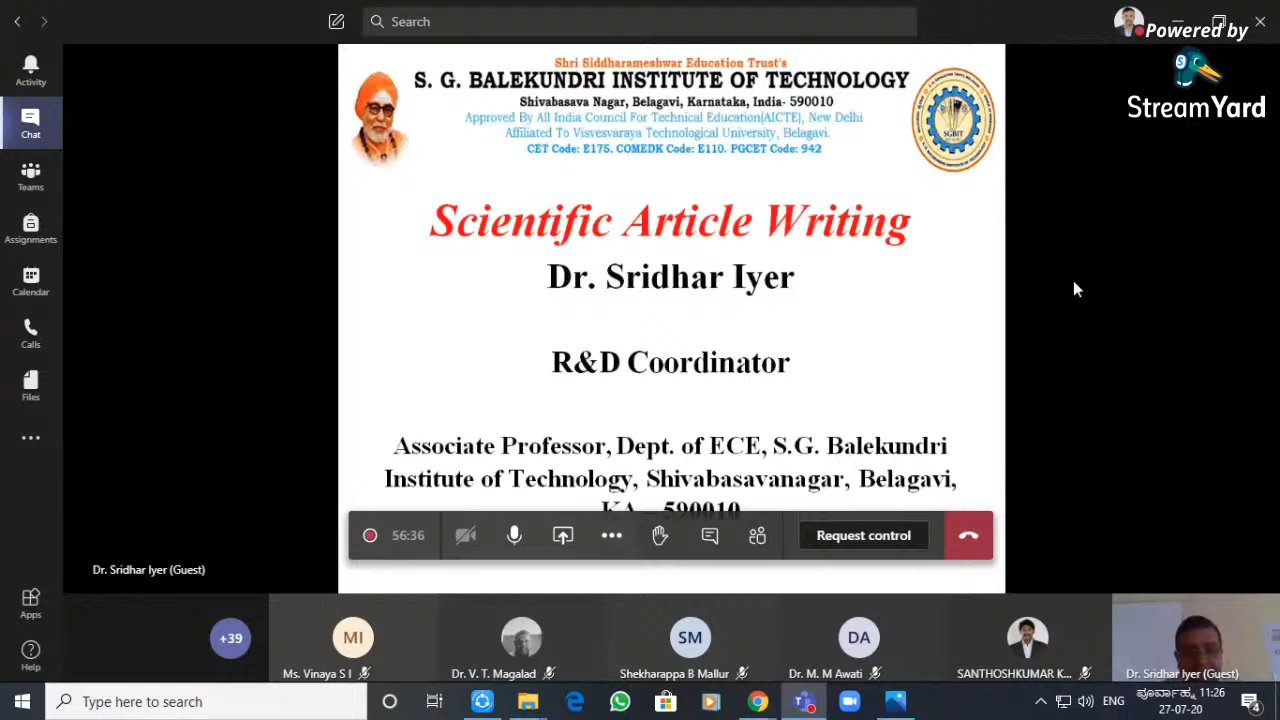 Search
Powered by
StreamYard
Activity
Chat
Teams
Assignments
Calendar
Calls
Files
Apps
Help
Shri Siddharameshwar Education Trust's
S. G. BALEKUNDRI INSTITUTE OF TECHNOLOGY
Shivabasava Nagar, Belagavi, Karnataka, India- 590010
Approved By All India Council For Technical Education(AICTE), New Delhi
Affiliated To Visvesvaraya Technological University, Belagavi.
CET Code: E175. COMEDK Code: E110. PGCET Code: 942
SGBIT
Scientific Article Writing
Dr. Sridhar Iyer
R&D Coordinator
Associate Professor, Dept. of ECE, S.G. Balekundri
Institute of Technology, Shivabasavanagar, Belagavi,
KA – 590010
56:36
Request control
Dr. Sridhar Iyer (Guest)
+39
MI
SM
DA
Ms. Vinaya S I
Dr. V. T. Magalad
Shekharappa B Mallur
Dr. M. M Awati
SANTHOSHKUMAR K...
Dr. Sridhar Iyer (Guest)
Type here to search
ENG
ಪೂರ್ವಾಹ್ನ 11:26
27-07-20
4